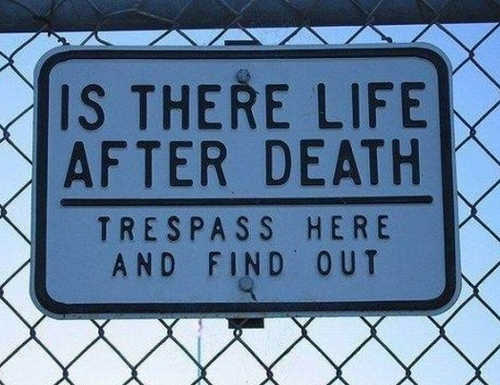 IS THERE LIFE
AFTER DEATH
TRESPASS HERE
AND FIND OUT